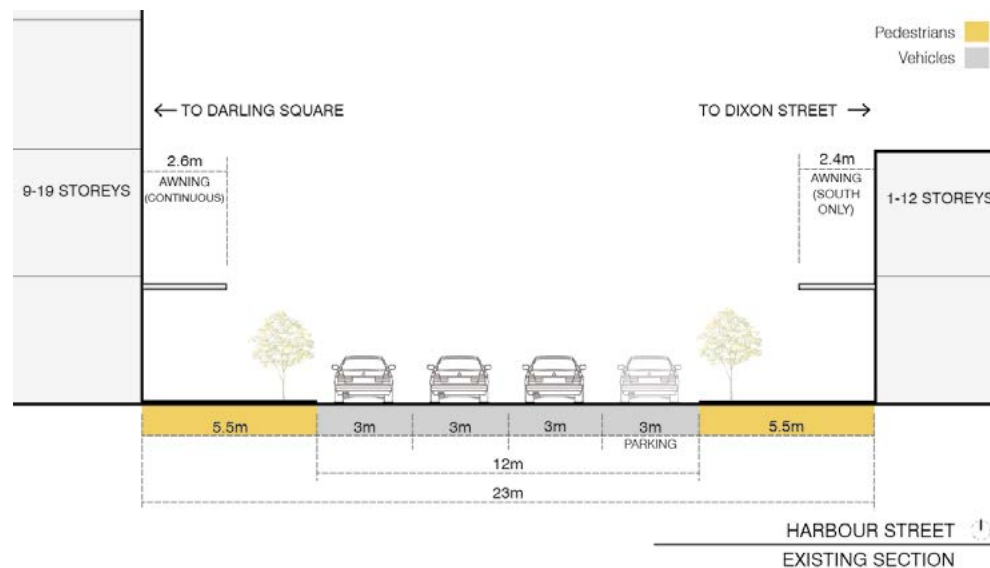 Pedestrians
Vehicles
← TO DARLING SQUARE
TO DIXON STREET →
2.6m
AWNING
(CONTINUOUS)
2.4m
AWNING
(SOUTH
ONLY)
9-19 STOREYS
1-12 STOREYS
5.5m
3m
3m
3m
3m
5.5m
PARKING
12m
23m
HARBOUR STREET
EXISTING SECTION